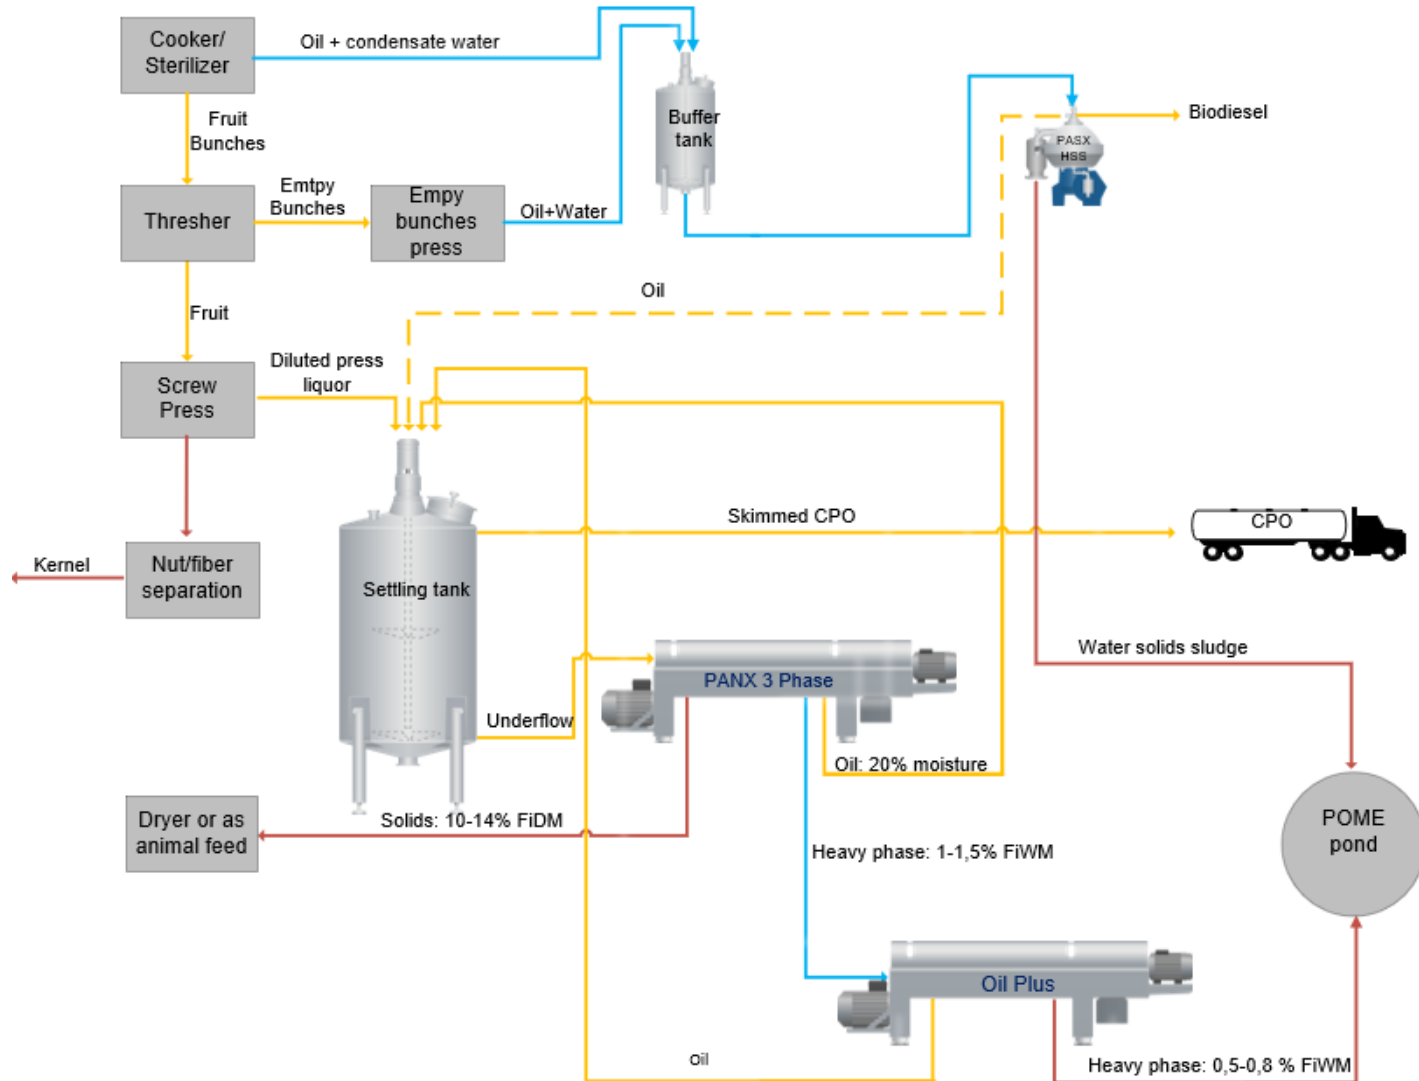 Cooker/
Sterilizer
Oil + condensate water
Buffer
tank
Biodiesel
PASX
HSS
Fruit
Bunches
Thresher
Emtpy
Bunches
Empy
bunches
press
Oil+Water
Oil
Fruit
Diluted press
liquor
Screw
Press
Skimmed CPO
CPO
Kernel
Nut/fiber
separation
Settling tank
Water solids sludge
PANX 3 Phase
Underflow
Oil: 20% moisture
Dryer or as
animal feed
Solids: 10-14% FiDM
POME
pond
Heavy phase: 1-1,5% FiWM
Oil Plus
Oil
Heavy phase: 0,5-0,8 % FiWM